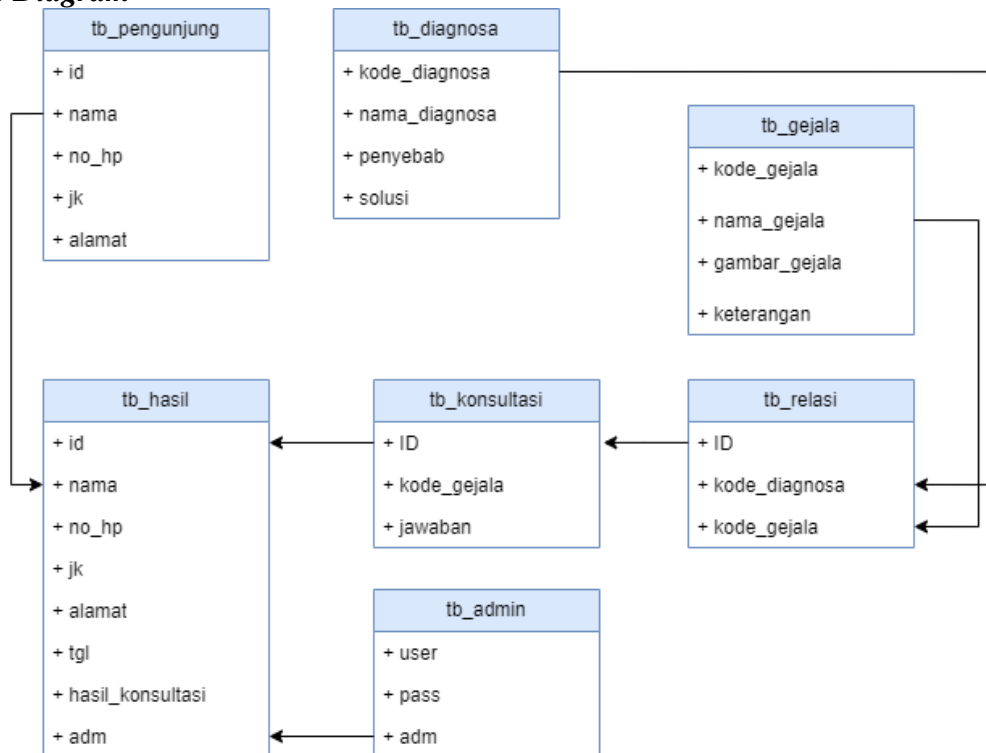 Diagram
tb_pengunjung
+ id
+ nama
+ no_hp
+ jk
+ alamat
tb_diagnosa
+ kode_diagnosa
+ nama_diagnosa
+ penyebab
+ solusi
tb_gejala
+ kode_gejala
+ nama_gejala
+ gambar_gejala
+ keterangan
tb_hasil
+ id
+ nama
+ no_hp
+ jk
+ alamat
+ tgl
+ hasil_konsultasi
+ adm
tb_konsultasi
+ ID
+ kode_gejala
+ jawaban
tb_relasi
+ ID
+ kode_diagnosa
+ kode_gejala
tb_admin
+ user
+ pass
+ adm